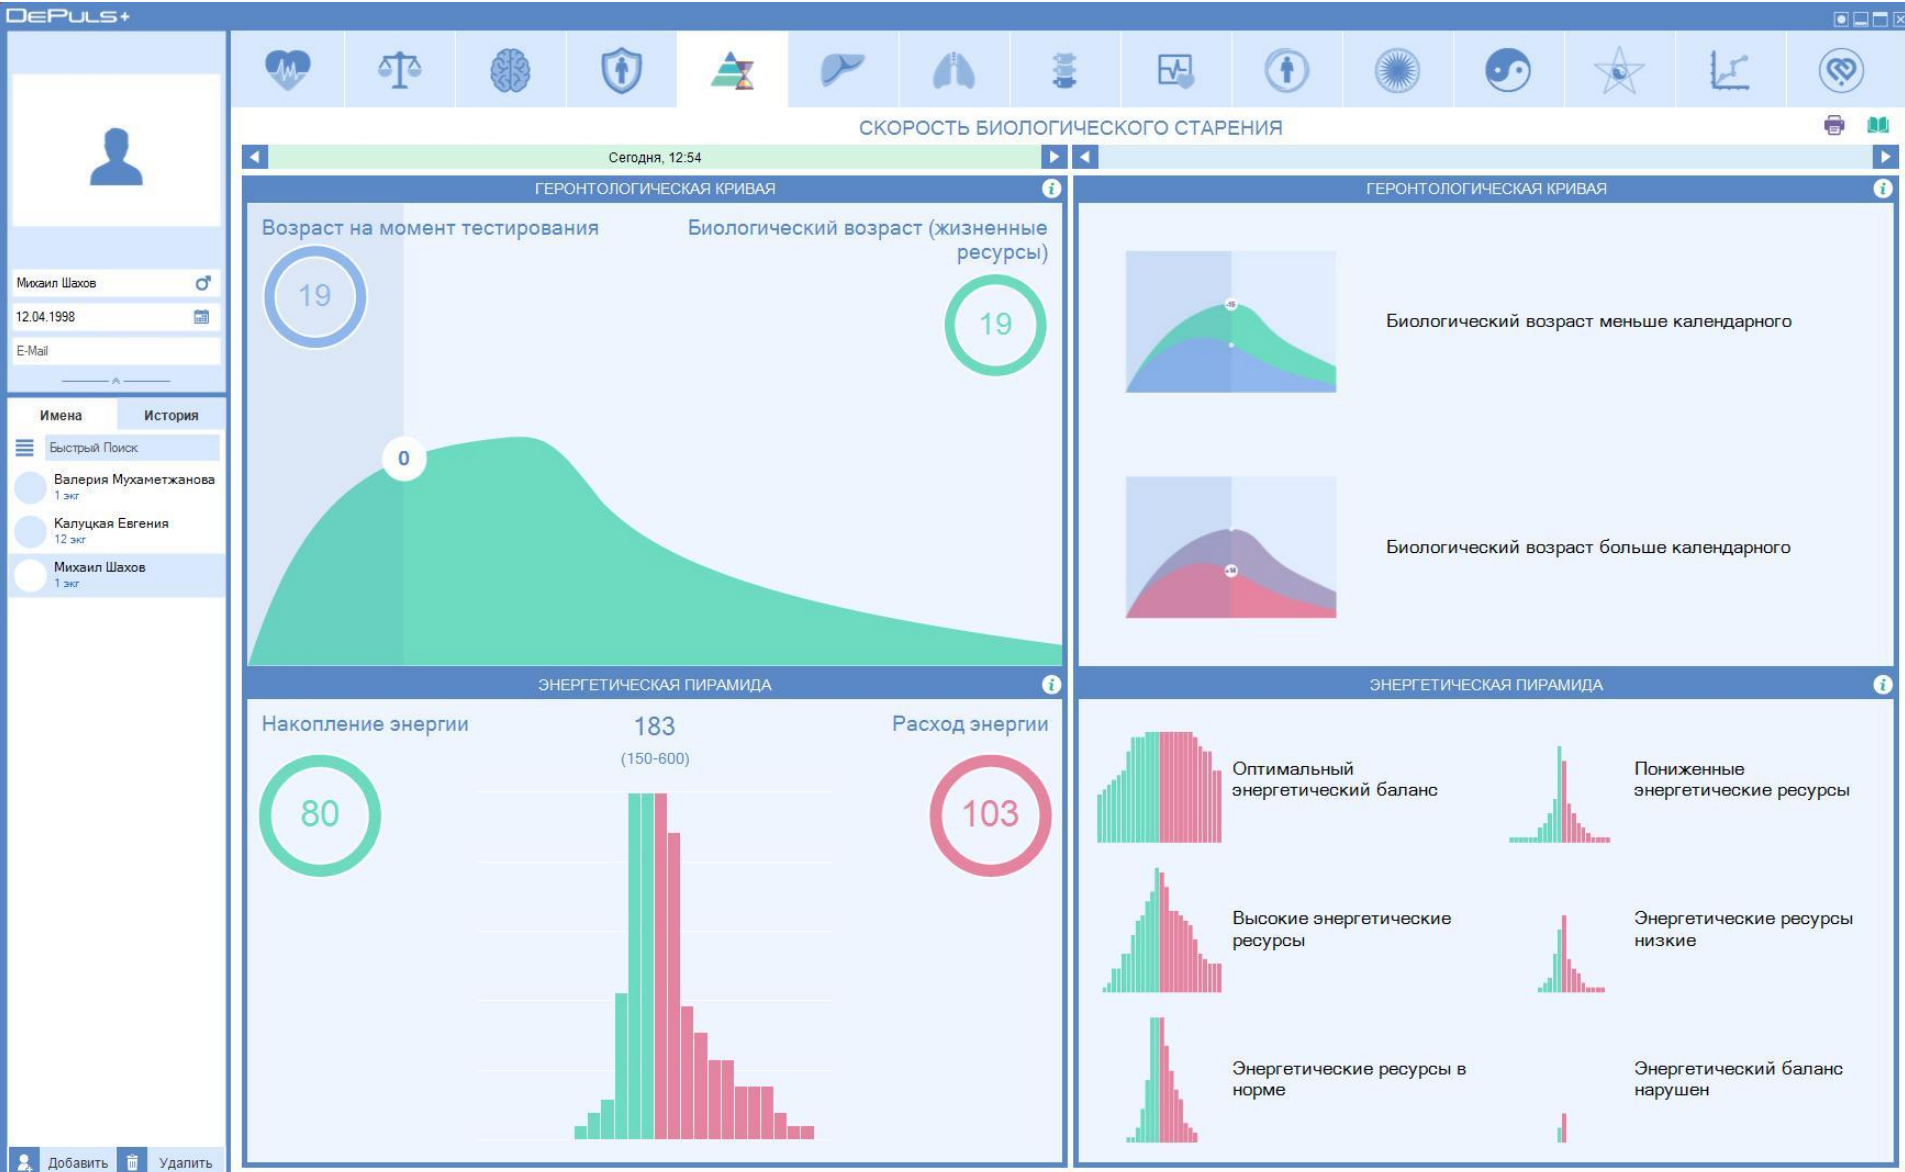 DePuls+
СКОРОСТЬ БИОЛОГИЧЕСКОГО СТАРЕНИЯ
Сегодня, 12:54
Михаил Шахов
12.04.1998
E-Mail
Имена
История
Быстрый Поиск
Валерия Мухаметжанова
1 экг
Калуцкая Евгения
12 экг
Михаил Шахов
1 экг
Добавить
Удалить
ГЕРОНТОЛОГИЧЕСКАЯ КРИВАЯ
Возраст на момент тестирования
19
Биологический возраст (жизненные
ресурсы)
19
0
ГЕРОНТОЛОГИЧЕСКАЯ КРИВАЯ
-15
Биологический возраст меньше календарного
Биологический возраст больше календарного
ЭНЕРГЕТИЧЕСКАЯ ПИРАМИДА
Накопление энергии
80
183
(150-600)
Расход энергии
103
ЭНЕРГЕТИЧЕСКАЯ ПИРАМИДА
Оптимальный
энергетический баланс
Пониженные
энергетические ресурсы
Высокие энергетические
ресурсы
Энергетические ресурсы
низкие
Энергетические ресурсы в
норме
Энергетический баланс
нарушен